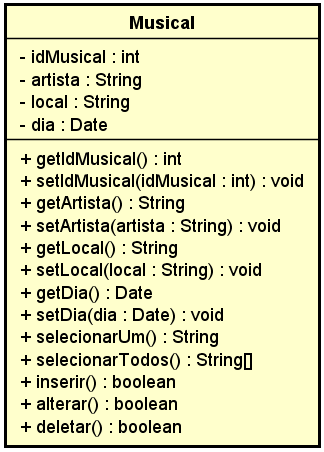 Musical
- idMusical : int
- artista : String
- local : String
- dia : Date
+ getIdMusical() : int
+ setIdMusical(idMusical : int) : void
+ getArtista() : String
+ setArtista(artista : String) : void
+ getLocal() : String
+ setLocal(local : String) : void
+ getDia() : Date
+ setDia(dia : Date) : void
+ selecionarUm() : String
+ selecionarTodos() : String[]
+ inserir() : boolean
+ alterar() : boolean
+ deletar() : boolean